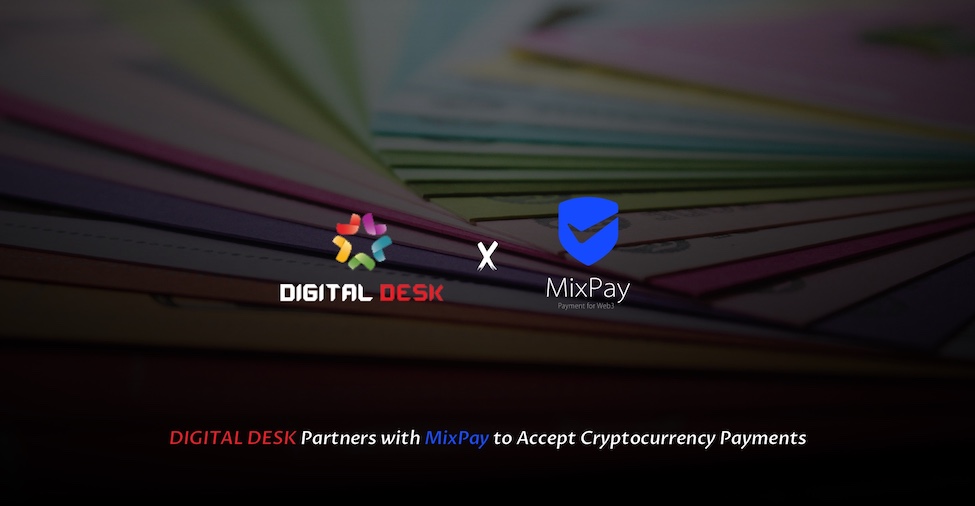 DIGITAL DESK
X
MixPay
Payment for Web3
DIGITAL DESK Partners with MixPay to Accept Cryptocurrency Payments